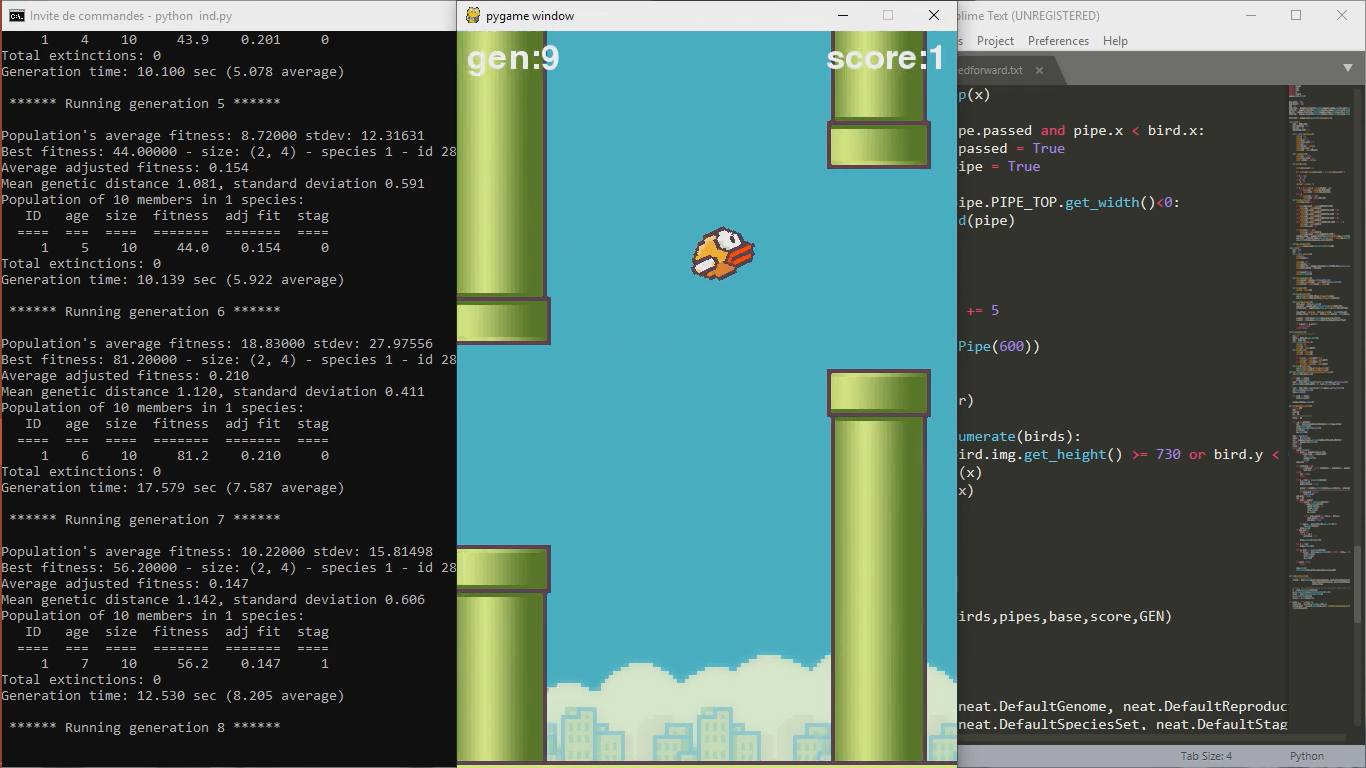 Invite de commandes - python ind.py
1 4 10 43.9 0.201 0
Total extinctions: 0
Generation time: 10.100 sec (5.078 average)
****** Running generation 5 ******
Population's average fitness: 8.72000 stdev: 12.31631
Best fitness: 44.00000 - size: (2, 4) - species 1 - id 28
Average adjusted fitness: 0.154
Mean genetic distance 1.081, standard deviation 0.591
Population of 10 members in 1 species:
ID age size fitness adj fit stag
==== === ==== ======= ======= ====
1 5 10 44.0 0.154 0
Total extinctions: 0
Generation time: 10.139 sec (5.922 average)
****** Running generation 6 ******
Population's average fitness: 18.83000 stdev: 27.97556
Best fitness: 81.20000 - size: (2, 4) - species 1 - id 28
Average adjusted fitness: 0.210
Mean genetic distance 1.120, standard deviation 0.411
Population of 10 members in 1 species:
ID age size fitness adj fit stag
==== === ==== ======= ======= ====
1 6 10 81.2 0.210 0
Total extinctions: 0
Generation time: 17.579 sec (7.587 average)
****** Running generation 7 ******
Population's average fitness: 10.22000 stdev: 15.81498
Best fitness: 56.20000 - size: (2, 4) - species 1 - id 28
Average adjusted fitness: 0.147
Mean genetic distance 1.142, standard deviation 0.606
Population of 10 members in 1 species:
ID age size fitness adj fit stag
==== === ==== ======= ======= ====
1 7 10 56.2 0.147 1
Total extinctions: 0
Generation time: 12.530 sec (8.205 average)
****** Running generation 8 ******
pygame window
gen:9
score:1
blime Text (UNREGISTERED)
s Project Preferences Help
edforward.txt
p(x)
pe.passed and pipe.x < bird.x:
passed = True
ipe = True
ipe.PIPE_TOP.get_width()<0:
d(pipe)
+= 5
Pipe(600))
r)
umerate(birds):
ird.img.get_height() >= 730 or bird.y <
(x)
x)
irds,pipes,base,score,GEN)
neat.DefaultGenome, neat.DefaultReproduc
neat.DefaultSpeciesSet, neat.DefaultStag
Tab Size: 4
Python